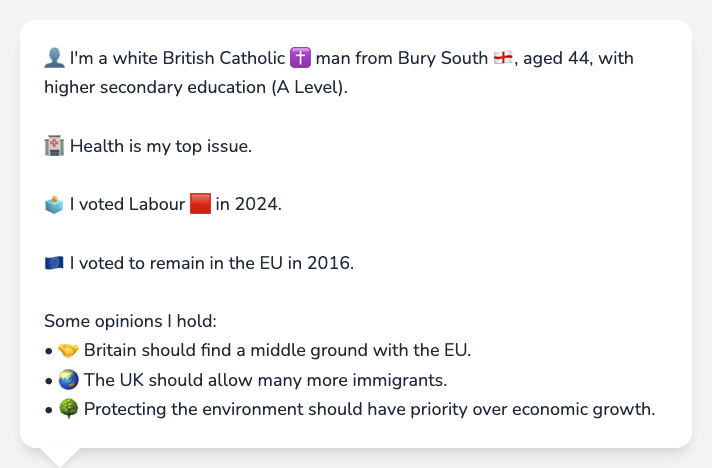 👤 I'm a white British Catholic ✝️ man from Bury South 🏴󠁧󠁢󠁥󠁮󠁧󠁿, aged 44, with
higher secondary education (A Level).
🏥 Health is my top issue.
🗳️ I voted Labour 🟥 in 2024.
🇪🇺 I voted to remain in the EU in 2016.
Some opinions I hold:
• 🤝 Britain should find a middle ground with the EU.
• 🌏 The UK should allow many more immigrants.
• 🌳 Protecting the environment should have priority over economic growth.